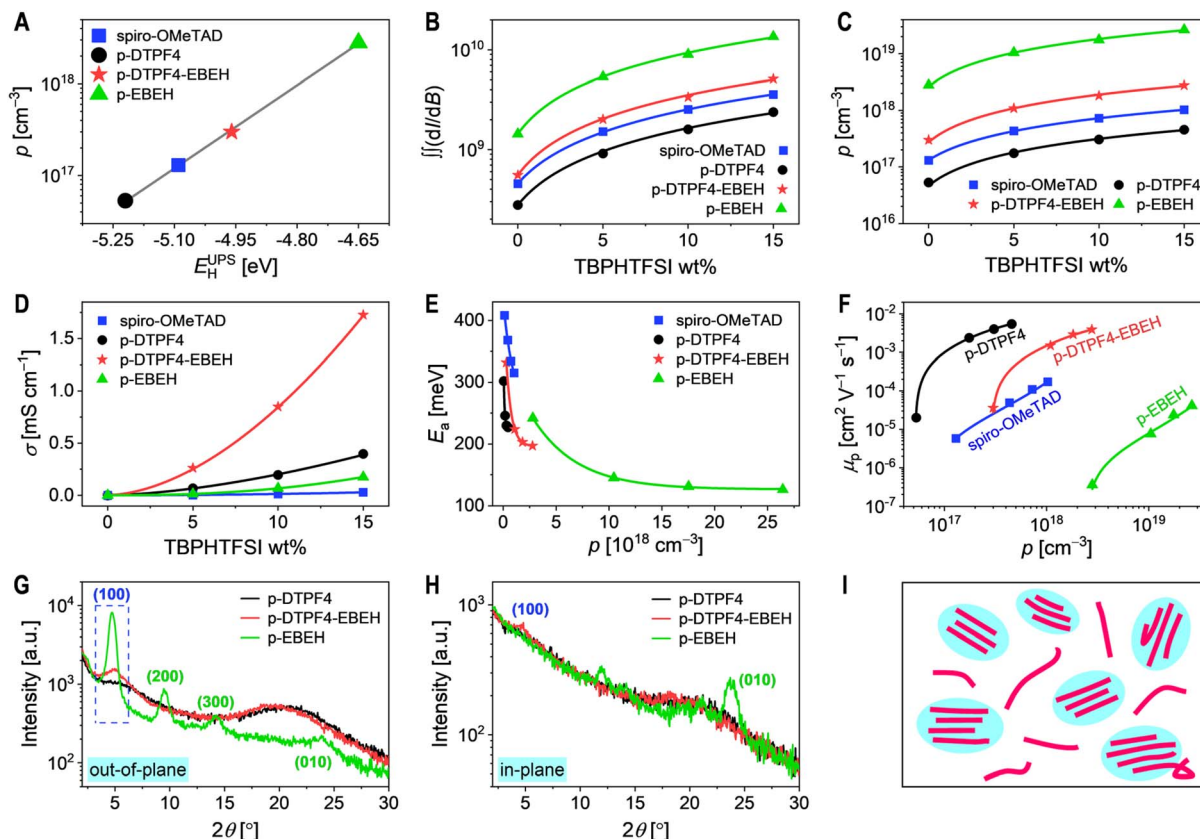 A
p [cm⁻³]
10¹⁸
10¹⁷
spiro-OMeTAD
p-DTPF4
p-DTPF4-EBEH
p-EBEH
-5.25 -5.10 -4.95 -4.80 -4.65
E_H^UPS [eV]
B
∬(dI/dB)
10¹⁰
10⁹
spiro-OMeTAD
p-DTPF4
p-DTPF4-EBEH
p-EBEH
0 5 10 15
TBPHTFSI wt%
C
p [cm⁻³]
10¹⁹
10¹⁸
10¹⁷
10¹⁶
spiro-OMeTAD p-DTPF4
p-DTPF4-EBEH p-EBEH
0 5 10 15
TBPHTFSI wt%
D
σ [mS cm⁻¹]
1.5
1.0
0.5
0.0
spiro-OMeTAD
p-DTPF4
p-DTPF4-EBEH
p-EBEH
0 5 10 15
TBPHTFSI wt%
E
E_a [meV]
400
300
200
100
spiro-OMeTAD
p-DTPF4
p-DTPF4-EBEH
p-EBEH
0 5 10 15 20 25
p [10¹⁸ cm⁻³]
F
μ_p [cm² V⁻¹ s⁻¹]
10⁻²
10⁻³
10⁻⁴
10⁻⁵
10⁻⁶
10⁻⁷
p-DTPF4
p-DTPF4-EBEH
spiro-OMeTAD
p-EBEH
10¹⁷ 10¹⁸ 10¹⁹
p [cm⁻³]
G
Intensity [a.u.]
10⁴
10³
10²
(100)
p-DTPF4
p-DTPF4-EBEH
p-EBEH
(200)
(300)
(010)
out-of-plane
5 10 15 20 25 30
2θ [°]
H
Intensity [a.u.]
10³
10²
(100)
p-DTPF4
p-DTPF4-EBEH
p-EBEH
(010)
in-plane
5 10 15 20 25 30
2θ [°]
I